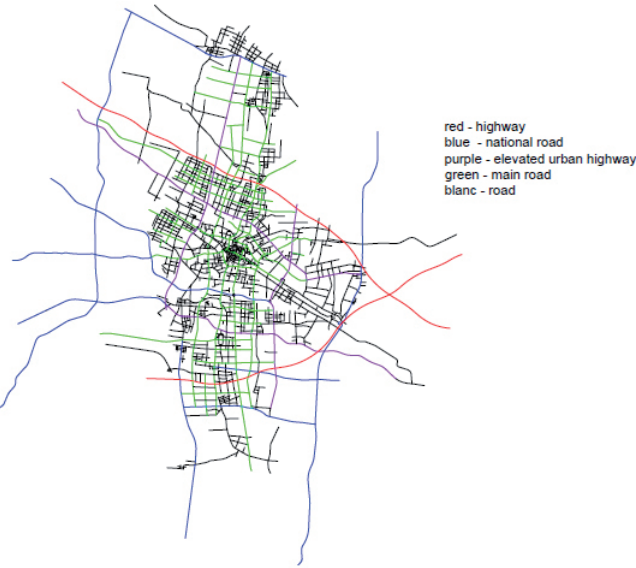 red - highway
blue - national road
purple - elevated urban highway
green - main road
blanc - road